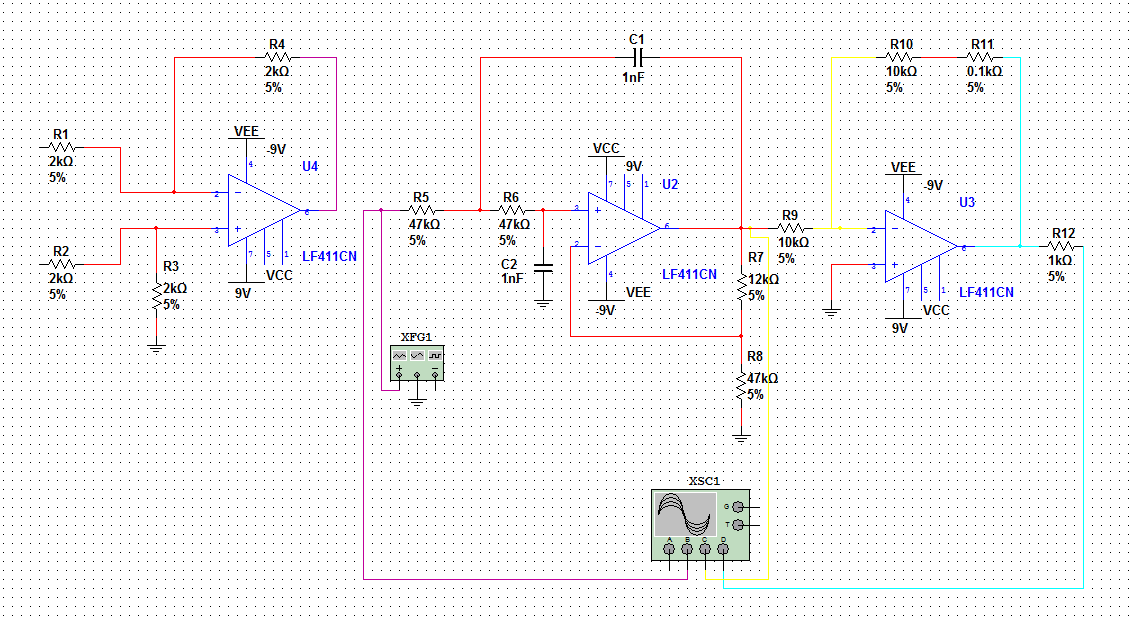 R4
2kΩ
5%
R1
2kΩ
5%
VEE
-9V
4
U4
2
−
3
+
6
7
5
1
LF411CN
VCC
9V
R2
2kΩ
5%
R3
2kΩ
5%
C1
1nF
R5
47kΩ
5%
R6
47kΩ
5%
C2
1nF
VCC
9V
7
5
1
U2
3
+
2
−
6
4
LF411CN
VEE
-9V
R7
12kΩ
5%
R8
47kΩ
5%
R9
10kΩ
5%
R10
10kΩ
5%
R11
0.1kΩ
5%
VEE
-9V
4
U3
2
−
3
+
6
7
5
1
LF411CN
VCC
9V
R12
1kΩ
5%
XFG1
+
−
XSC1
G
T
A
B
C
D